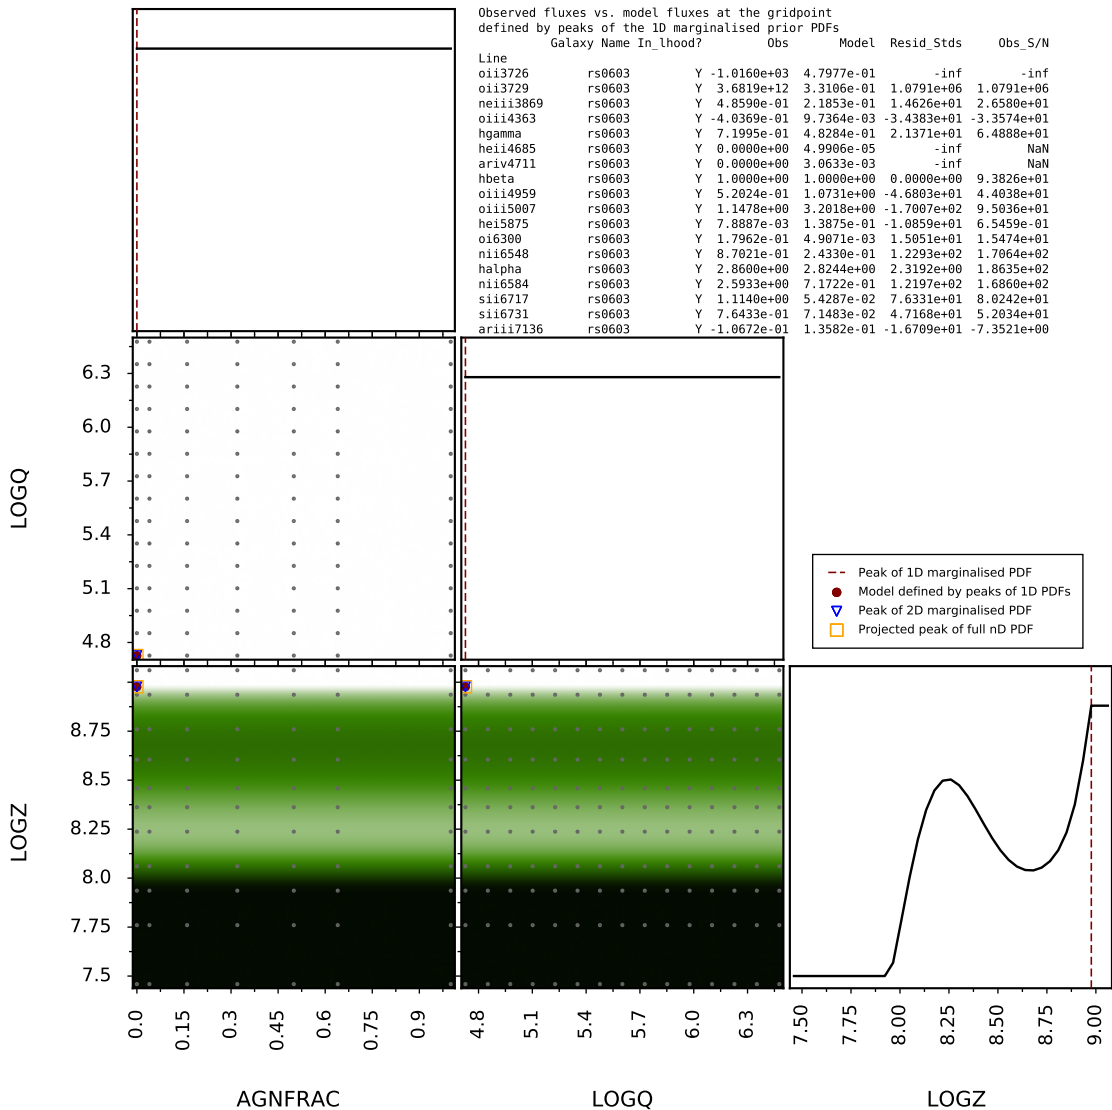 Observed fluxes vs. model fluxes at the gridpoint
defined by peaks of the 1D marginalised prior PDFs
Galaxy Name In_lhood? Obs Model Resid_Stds Obs_S/N
Line
oii3726 rs0603 Y -1.0160e+03 4.7977e-01 -inf -inf
oii3729 rs0603 Y 3.6819e+12 3.3106e-01 1.0791e+06 1.0791e+06
neiii3869 rs0603 Y 4.8590e-01 2.1853e-01 1.4626e+01 2.6580e+01
oiii4363 rs0603 Y -4.0369e-01 9.7364e-03 -3.4383e+01 -3.3574e+01
hgamma rs0603 Y 7.1995e-01 4.8284e-01 2.1371e+01 6.4888e+01
heii4685 rs0603 Y 0.0000e+00 4.9906e-05 -inf NaN
ariv4711 rs0603 Y 0.0000e+00 3.0633e-03 -inf NaN
hbeta rs0603 Y 1.0000e+00 1.0000e+00 0.0000e+00 9.3826e+01
oiii4959 rs0603 Y 5.2024e-01 1.0731e+00 -4.6803e+01 4.4038e+01
oiii5007 rs0603 Y 1.1478e+00 3.2018e+00 -1.7007e+02 9.5036e+01
hei5875 rs0603 Y 7.8887e-03 1.3875e-01 -1.0859e+01 6.5459e-01
oi6300 rs0603 Y 1.7962e-01 4.9071e-03 1.5051e+01 1.5474e+01
nii6548 rs0603 Y 8.7021e-01 2.4330e-01 1.2293e+02 1.7064e+02
halpha rs0603 Y 2.8600e+00 2.8244e+00 2.3192e+00 1.8635e+02
nii6584 rs0603 Y 2.5933e+00 7.1722e-01 1.2197e+02 1.6860e+02
sii6717 rs0603 Y 1.1140e+00 5.4287e-02 7.6331e+01 8.0242e+01
sii6731 rs0603 Y 7.6433e-01 7.1483e-02 4.7168e+01 5.2034e+01
ariii7136 rs0603 Y -1.0672e-01 1.3582e-01 -1.6709e+01 -7.3521e+00
LOGQ
6.3
6.0
5.7
5.4
5.1
4.8
Peak of 1D marginalised PDF
Model defined by peaks of 1D PDFs
Peak of 2D marginalised PDF
Projected peak of full nD PDF
LOGZ
8.75
8.5
8.25
8.0
7.75
7.5
0.0 0.15 0.3 0.45 0.6 0.75 0.9
4.8 5.1 5.4 5.7 6.0 6.3
7.50 7.75 8.00 8.25 8.50 8.75 9.00
AGNFRAC LOGQ LOGZ